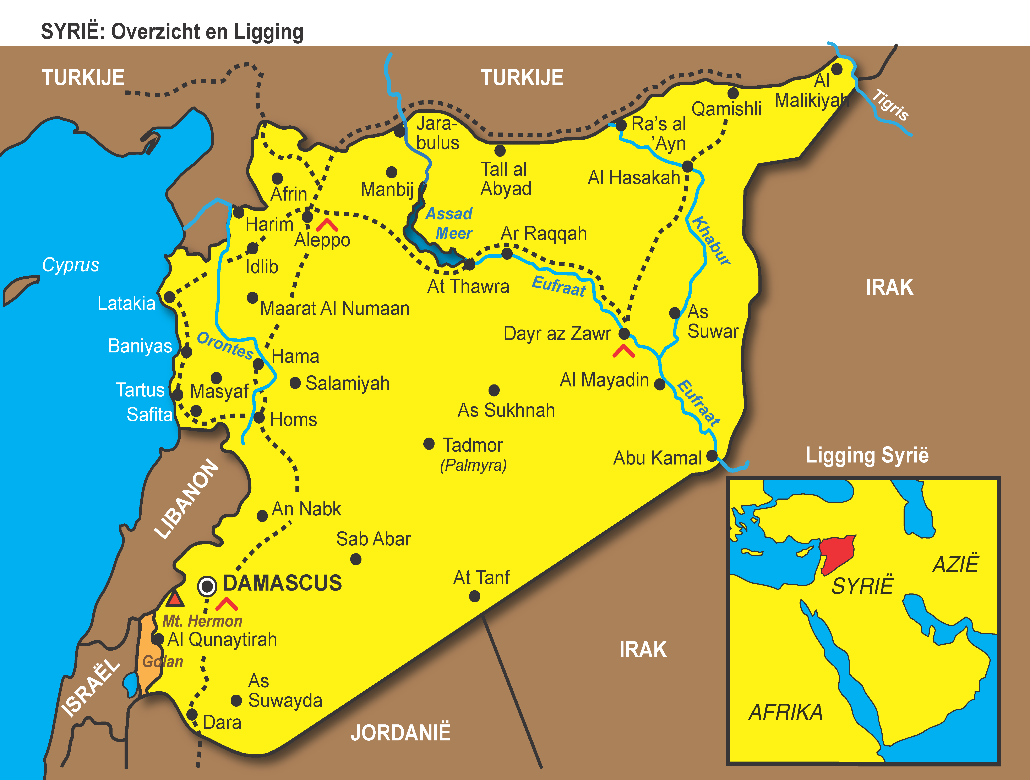 SYRIË: Overzicht en Ligging
TURKIJE
TURKIJE
Al
Malikiyah
Tigris
Qamishli
Jara-
bulus
Ra's al
'Ayn
Tall al
Abyad
Al Hasakah
Afrin
Manbij
Harim
Aleppo
Assad
Meer
Ar Raqqah
Khabur
Cyprus
Idlib
At Thawra
Eufraat
IRAK
Latakia
Maarat Al Numaan
As
Suwar
Dayr az Zawr
Baniyas
Orontes
Hama
Al Mayadin
Eufraat
Tartus
Masyaf
Salamiyah
Safita
Homs
As Sukhnah
Tadmor
(Palmyra)
Abu Kamal
Ligging Syrië
LIBANON
An Nabk
Sab Abar
AZIË
SYRIË
DAMASCUS
At Tanf
Mt. Hermon
Al Qunaytirah
Golan
IRAK
ISRAËL
As
Suwayda
Dara
JORDANIË
AFRIKA